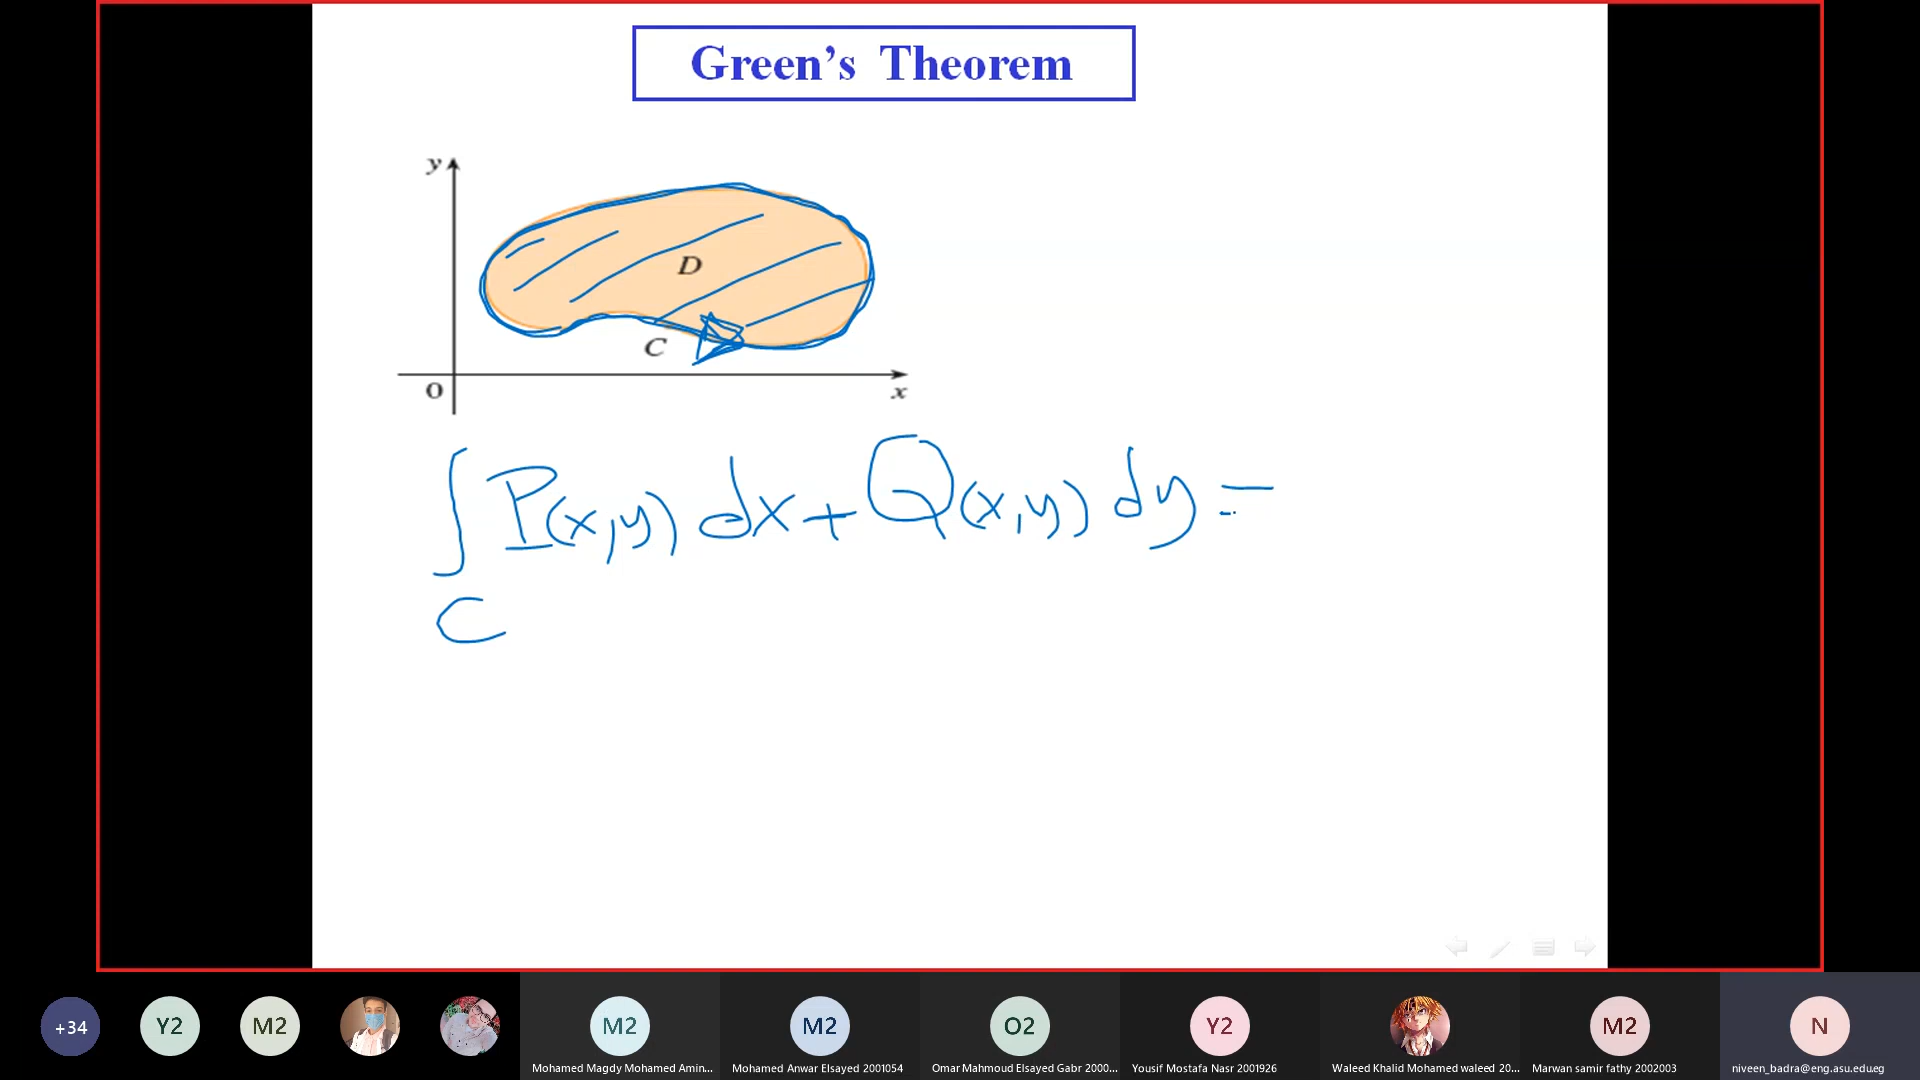 Green's Theorem
y
D
C
O
x
∫ P(x,y) dx + Q(x,y) dy =
C
+34
Y2
M2
M2
M2
O2
Y2
M2
N
Mohamed Magdy Mohamed Amin...
Mohamed Anwar Elsayed 2001054
Omar Mahmoud Elsayed Gabr 2000...
Yousif Mostafa Nasr 2001926
Waleed Khalid Mohamed waleed 20...
Marwan samir fathy 2002003
niveen_badra@eng.asu.edu.eg